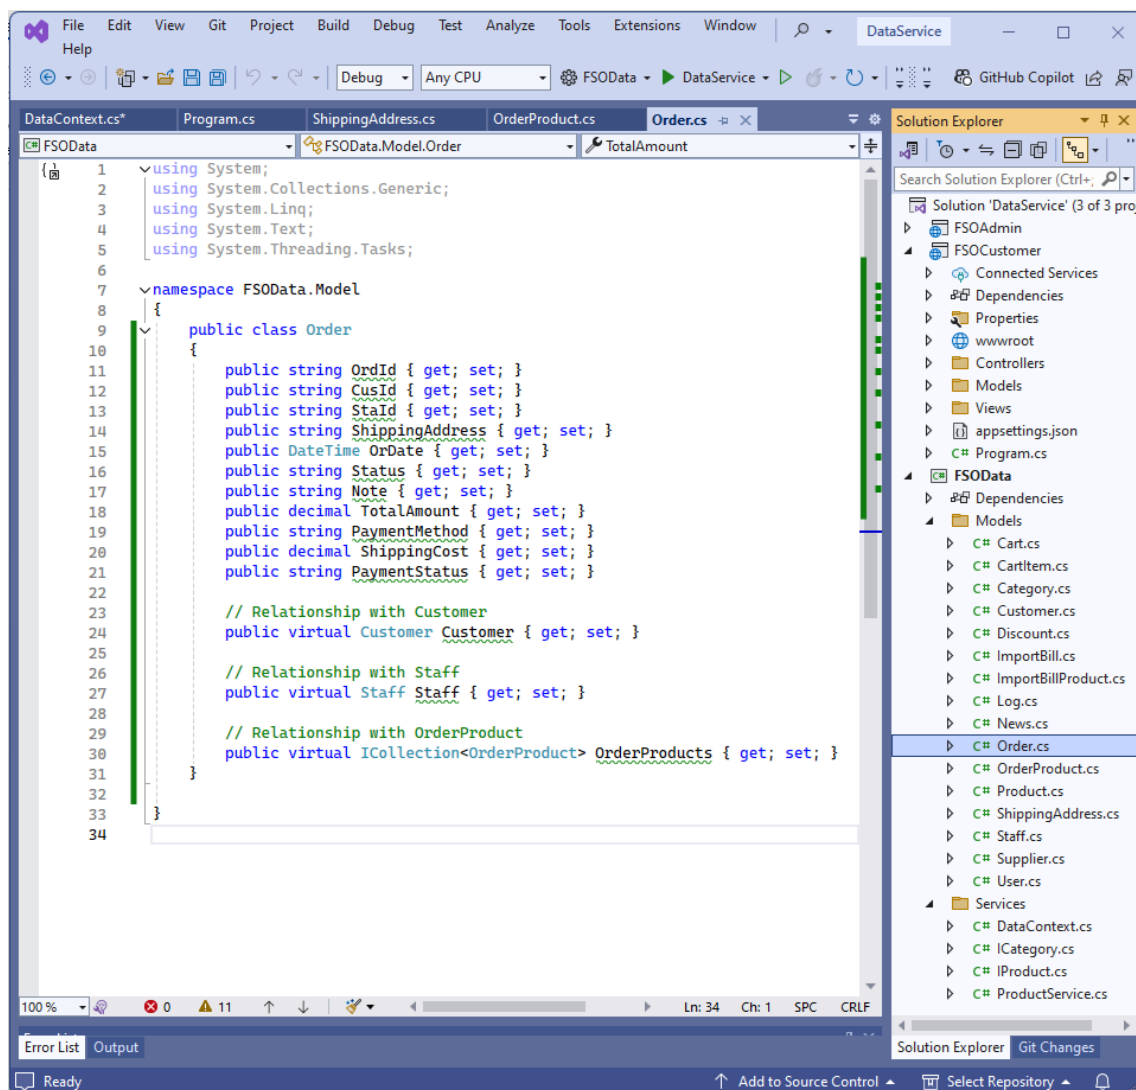 File Edit View Git Project Build Debug Test Analyze Tools Extensions Window DataService
Help
Debug Any CPU FSOData DataService GitHub Copilot
DataContext.cs* Program.cs ShippingAddress.cs OrderProduct.cs Order.cs
FSOData FSOData.Model.Order TotalAmount
1 using System;
2 using System.Collections.Generic;
3 using System.Linq;
4 using System.Text;
5 using System.Threading.Tasks;
6
7 namespace FSOData.Model
8 {
9 public class Order
10 {
11 public string OrdId { get; set; }
12 public string CusId { get; set; }
13 public string StaId { get; set; }
14 public string ShippingAddress { get; set; }
15 public DateTime OrDate { get; set; }
16 public string Status { get; set; }
17 public string Note { get; set; }
18 public decimal TotalAmount { get; set; }
19 public string PaymentMethod { get; set; }
20 public decimal ShippingCost { get; set; }
21 public string PaymentStatus { get; set; }
22
23 // Relationship with Customer
24 public virtual Customer Customer { get; set; }
25
26 // Relationship with Staff
27 public virtual Staff Staff { get; set; }
28
29 // Relationship with OrderProduct
30 public virtual ICollection<OrderProduct> OrderProducts { get; set; }
31 }
32
33 }
34
100 % 0 11 Ln: 34 Ch: 1 SPC CRLF
Error List Output
Solution Explorer
Search Solution Explorer (Ctrl+;
Solution 'DataService' (3 of 3 proj
FSOAdmin
FSOCustomer
Connected Services
Dependencies
Properties
wwwroot
Controllers
Models
Views
appsettings.json
C# Program.cs
C# FSOData
Dependencies
Models
C# Cart.cs
C# CartItem.cs
C# Category.cs
C# Customer.cs
C# Discount.cs
C# ImportBill.cs
C# ImportBillProduct.cs
C# Log.cs
C# News.cs
C# Order.cs
C# OrderProduct.cs
C# Product.cs
C# ShippingAddress.cs
C# Staff.cs
C# Supplier.cs
C# User.cs
Services
C# DataContext.cs
C# ICategory.cs
C# IProduct.cs
C# ProductService.cs
Solution Explorer Git Changes
Ready Add to Source Control Select Repository